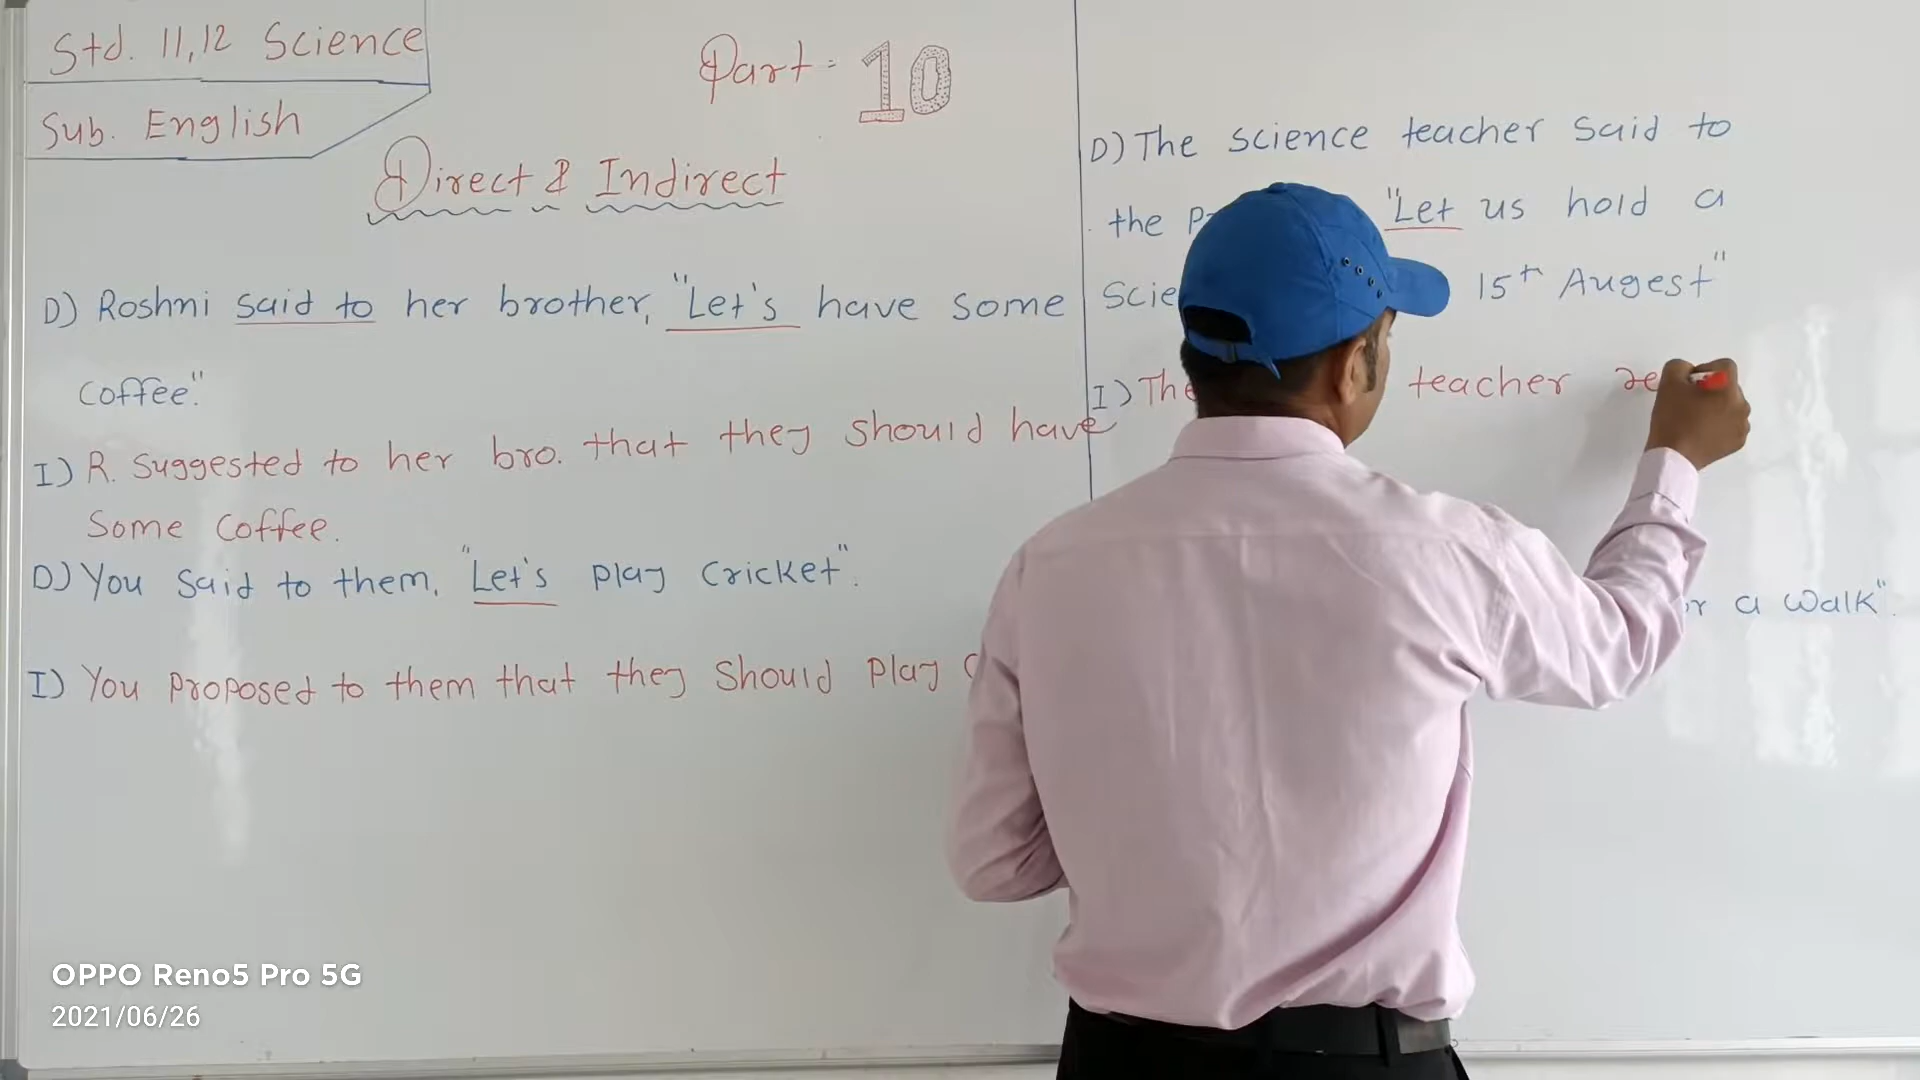 Std. 11,12 Science
Sub. English
Part = 10
Direct & Indirect
D) Roshni said to her brother, "Let's have some
coffee".
I) R. suggested to her bro. that they should have
some coffee.
D) You said to them, "Let's play cricket".
I) You proposed to them that they should play
D) The science teacher said to
the "Let us hold a
15th Augest"
I) The teacher
a walk".
OPPO Reno5 Pro 5G
2021/06/26